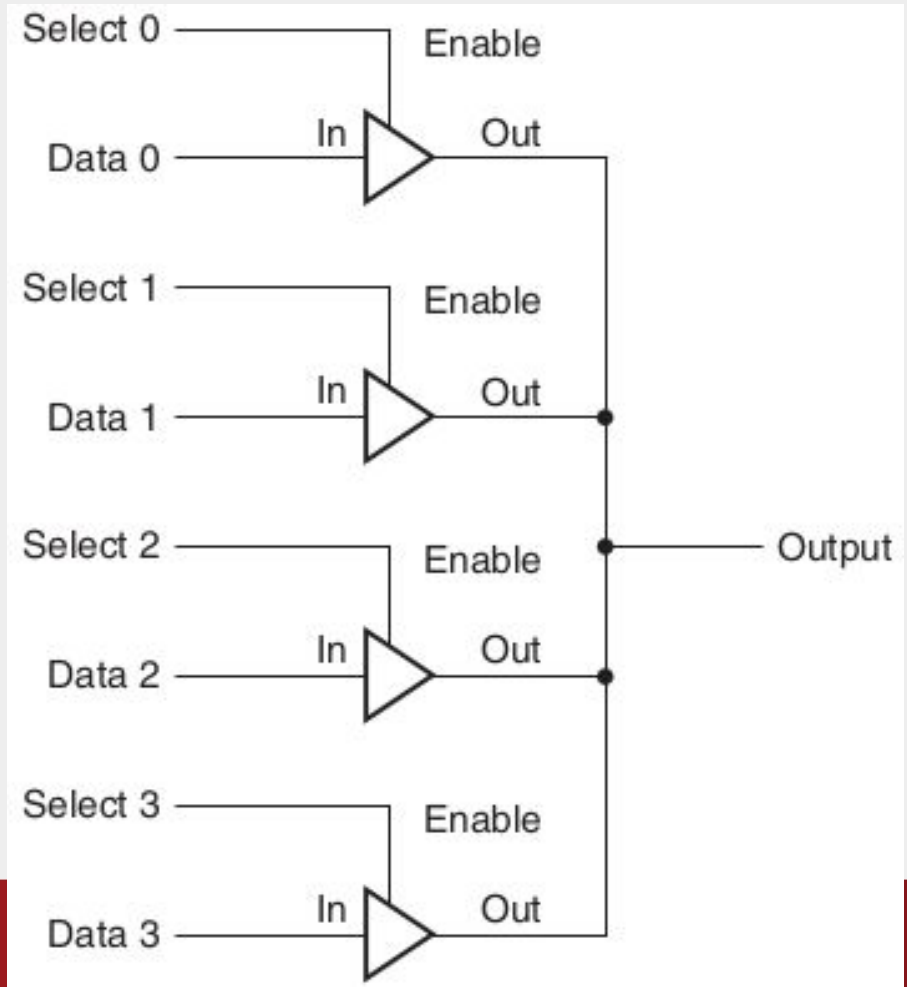 Select 0
Enable
In
Out
Data 0
Select 1
Enable
In
Out
Data 1
Select 2
Enable
Output
In
Out
Data 2
Select 3
Enable
In
Out
Data 3